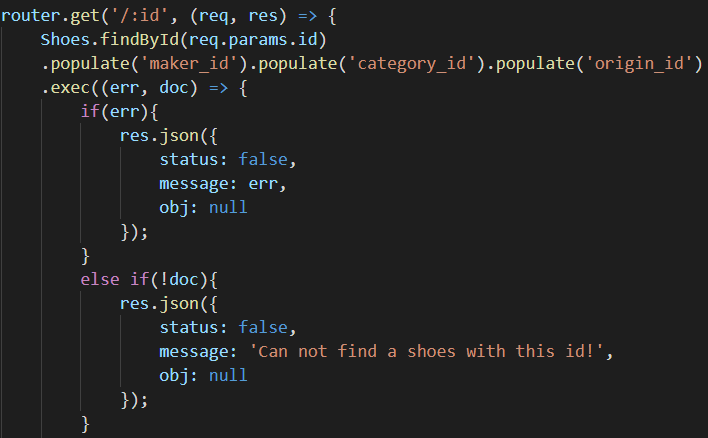 router.get('/:id', (req, res) => {
    Shoes.findById(req.params.id)
    .populate('maker_id').populate('category_id').populate('origin_id')
    .exec((err, doc) => {
        if(err){
            res.json({
                status: false,
                message: err,
                obj: null
            });
        }
        else if(!doc){
            res.json({
                status: false,
                message: 'Can not find a shoes with this id!',
                obj: null
            });
        }